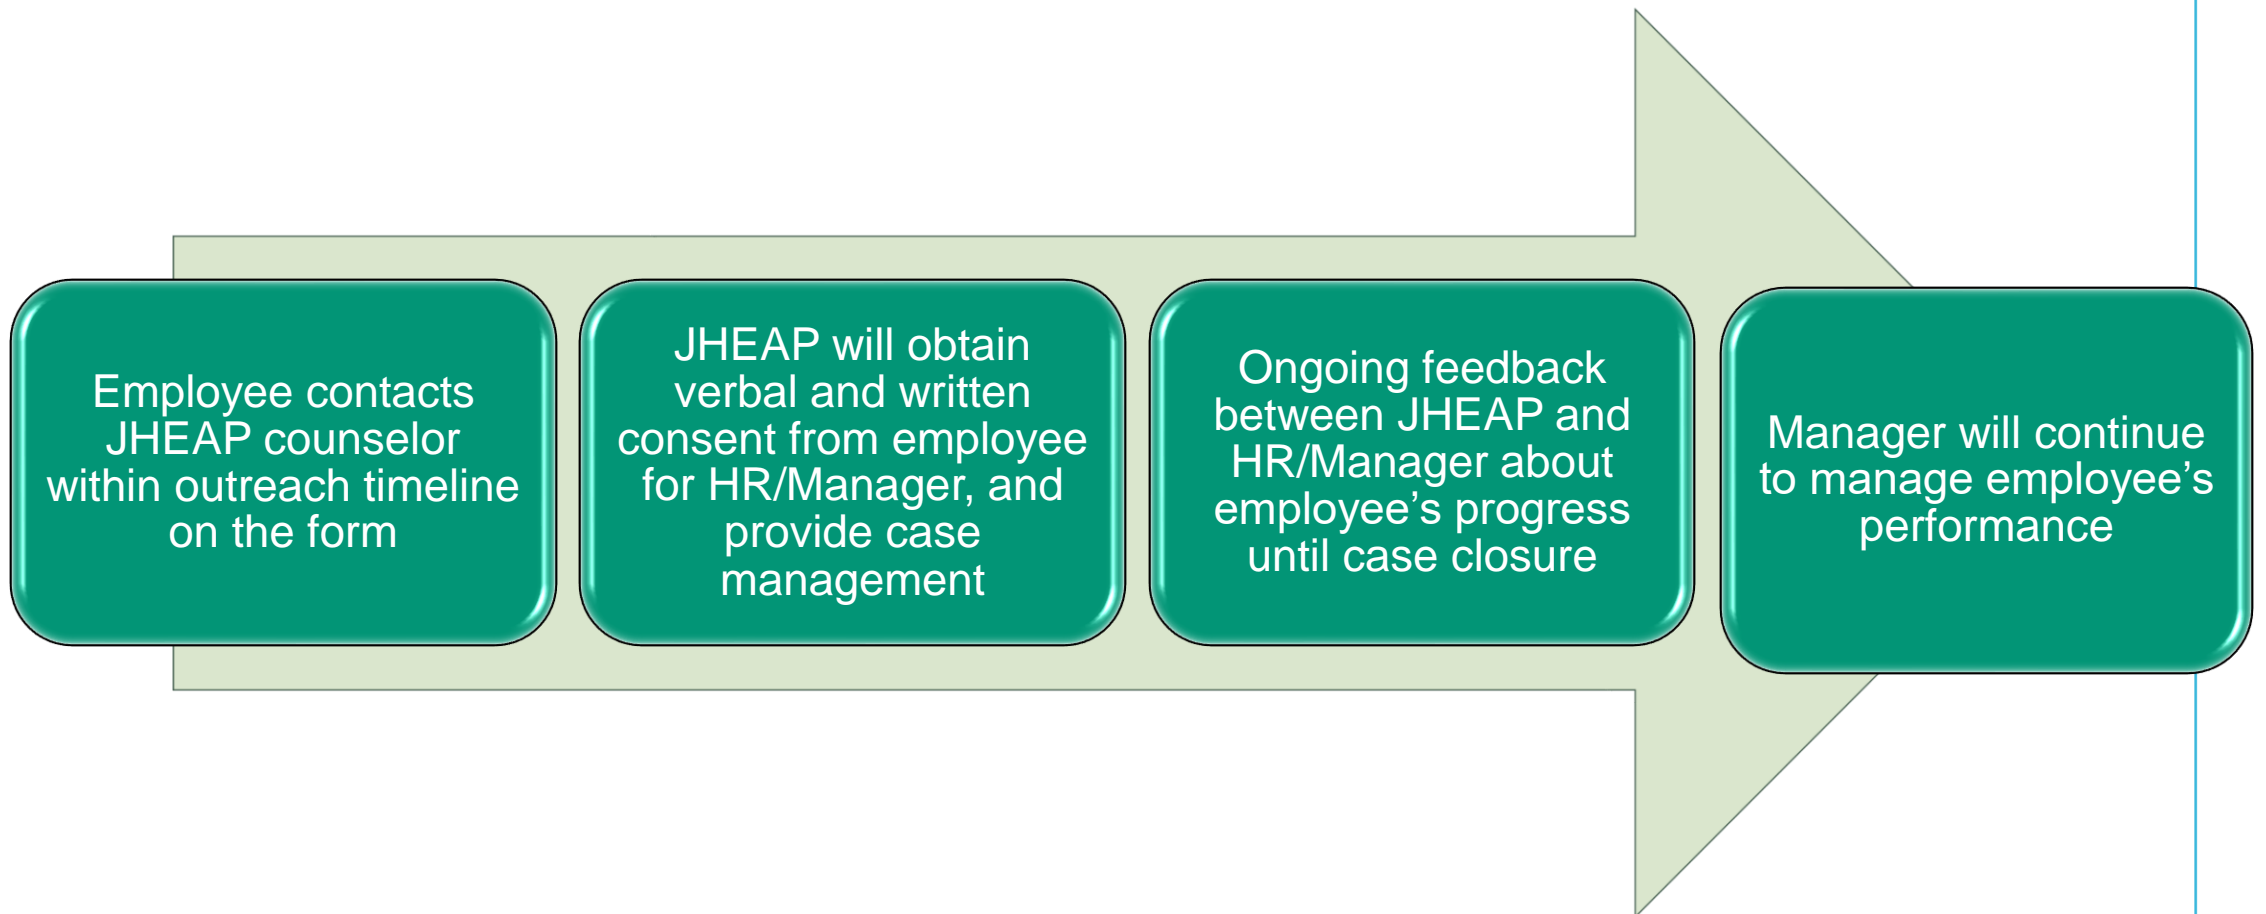 Employee contacts
JHEAP counselor
within outreach timeline
on the form
JHEAP will obtain
verbal and written
consent from employee
for HR/Manager, and
provide case
management
Ongoing feedback
between JHEAP and
HR/Manager about
employee’s progress
until case closure
Manager will continue
to manage employee’s
performance